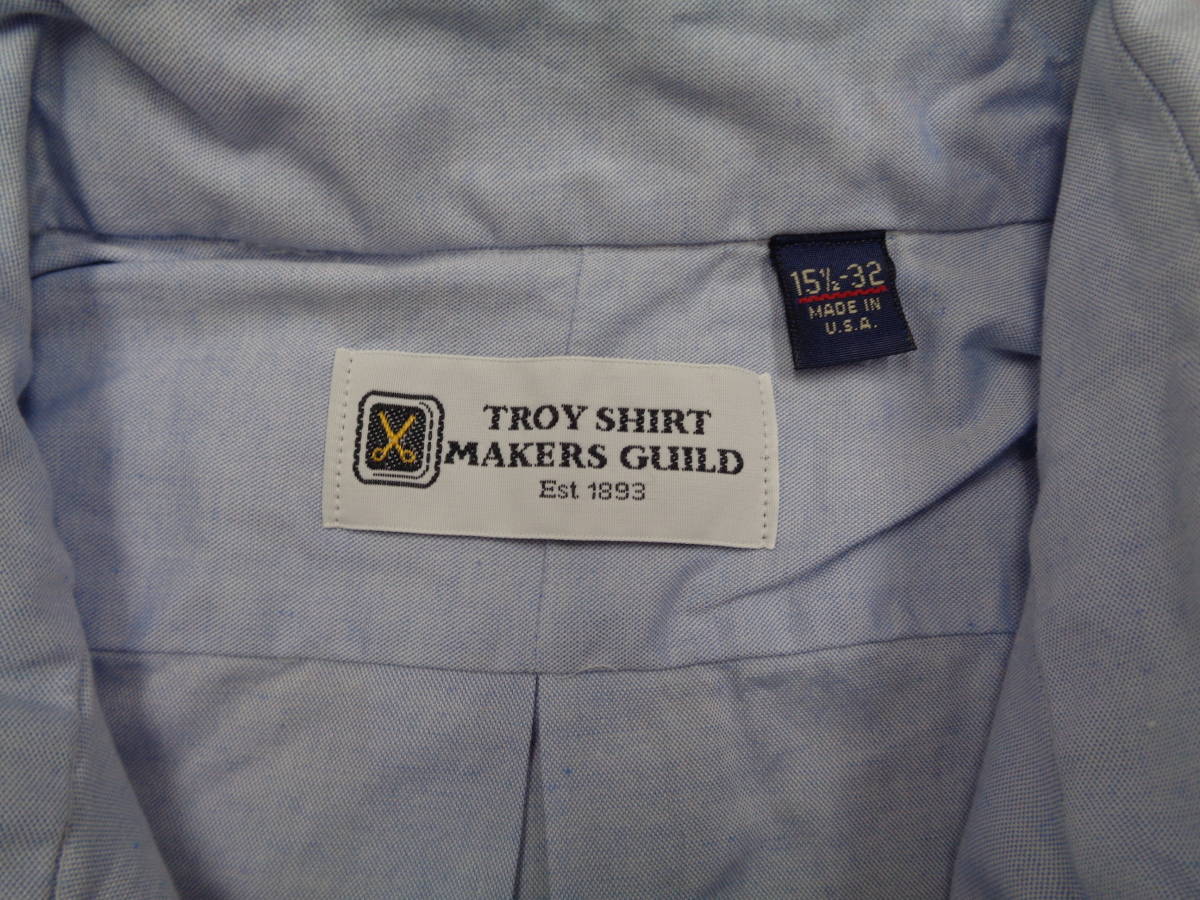 15½-32
MADE IN
U.S.A.
TROY SHIRT
MAKERS GUILD
Est 1893